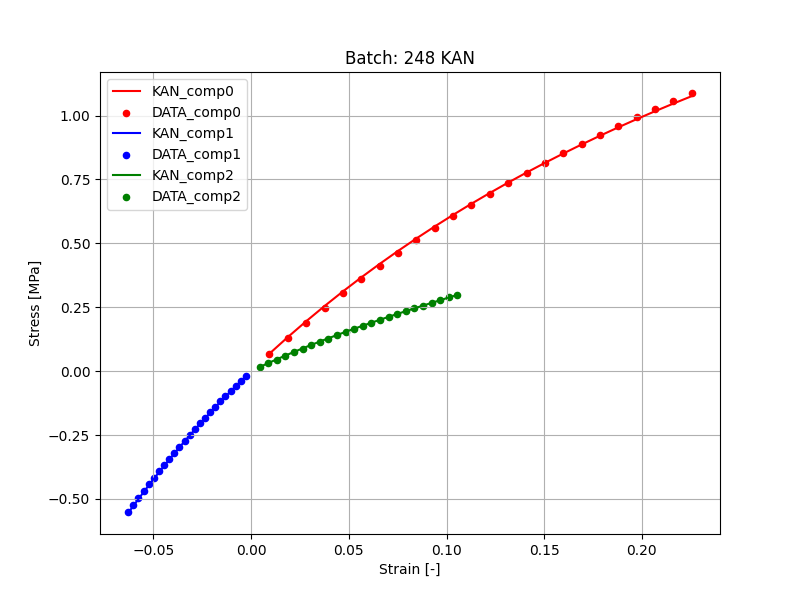 Batch: 248 KAN
KAN_comp0
DATA_comp0
KAN_comp1
DATA_comp1
KAN_comp2
DATA_comp2
1.00
0.75
0.50
0.25
0.00
−0.25
−0.50
Stress [MPa]
−0.05
0.00
0.05
0.10
0.15
0.20
Strain [-]